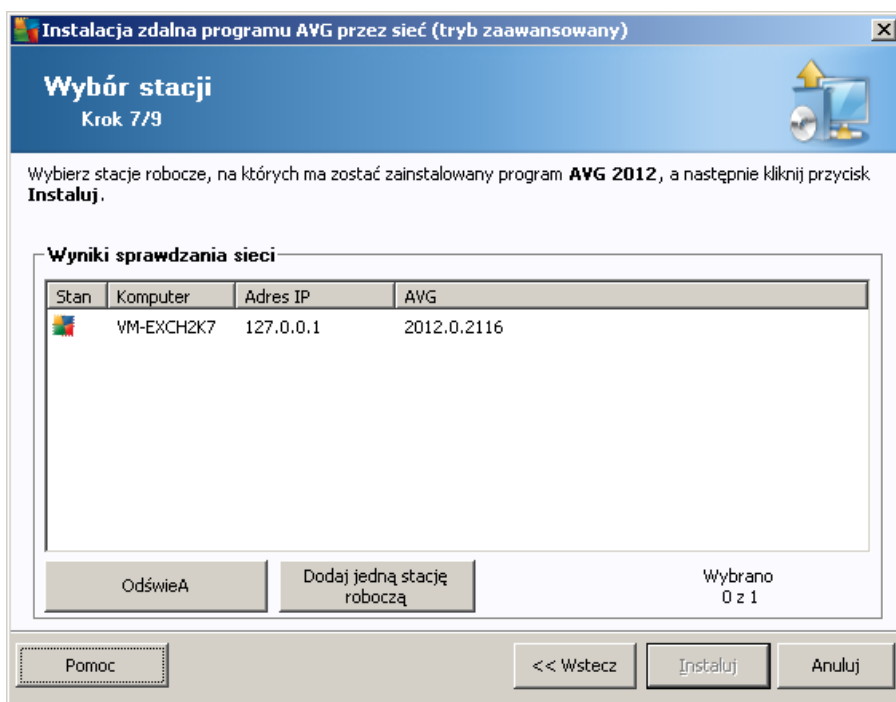 Instalacja zdalna programu AVG przez sieć (tryb zaawansowany)
Wybór stacji
Krok 7/9
Wybierz stacje robocze, na których ma zostać zainstalowany program AVG 2012, a następnie kliknij przycisk
Instaluj.
Wyniki sprawdzania sieci
Stan Komputer Adres IP AVG
VM-EXCH2K7 127.0.0.1 2012.0.2116
OdświeA
Dodaj jedną stację
roboczą
Wybrano
0 z 1
Pomoc
<< Wstecz
Instaluj
Anuluj